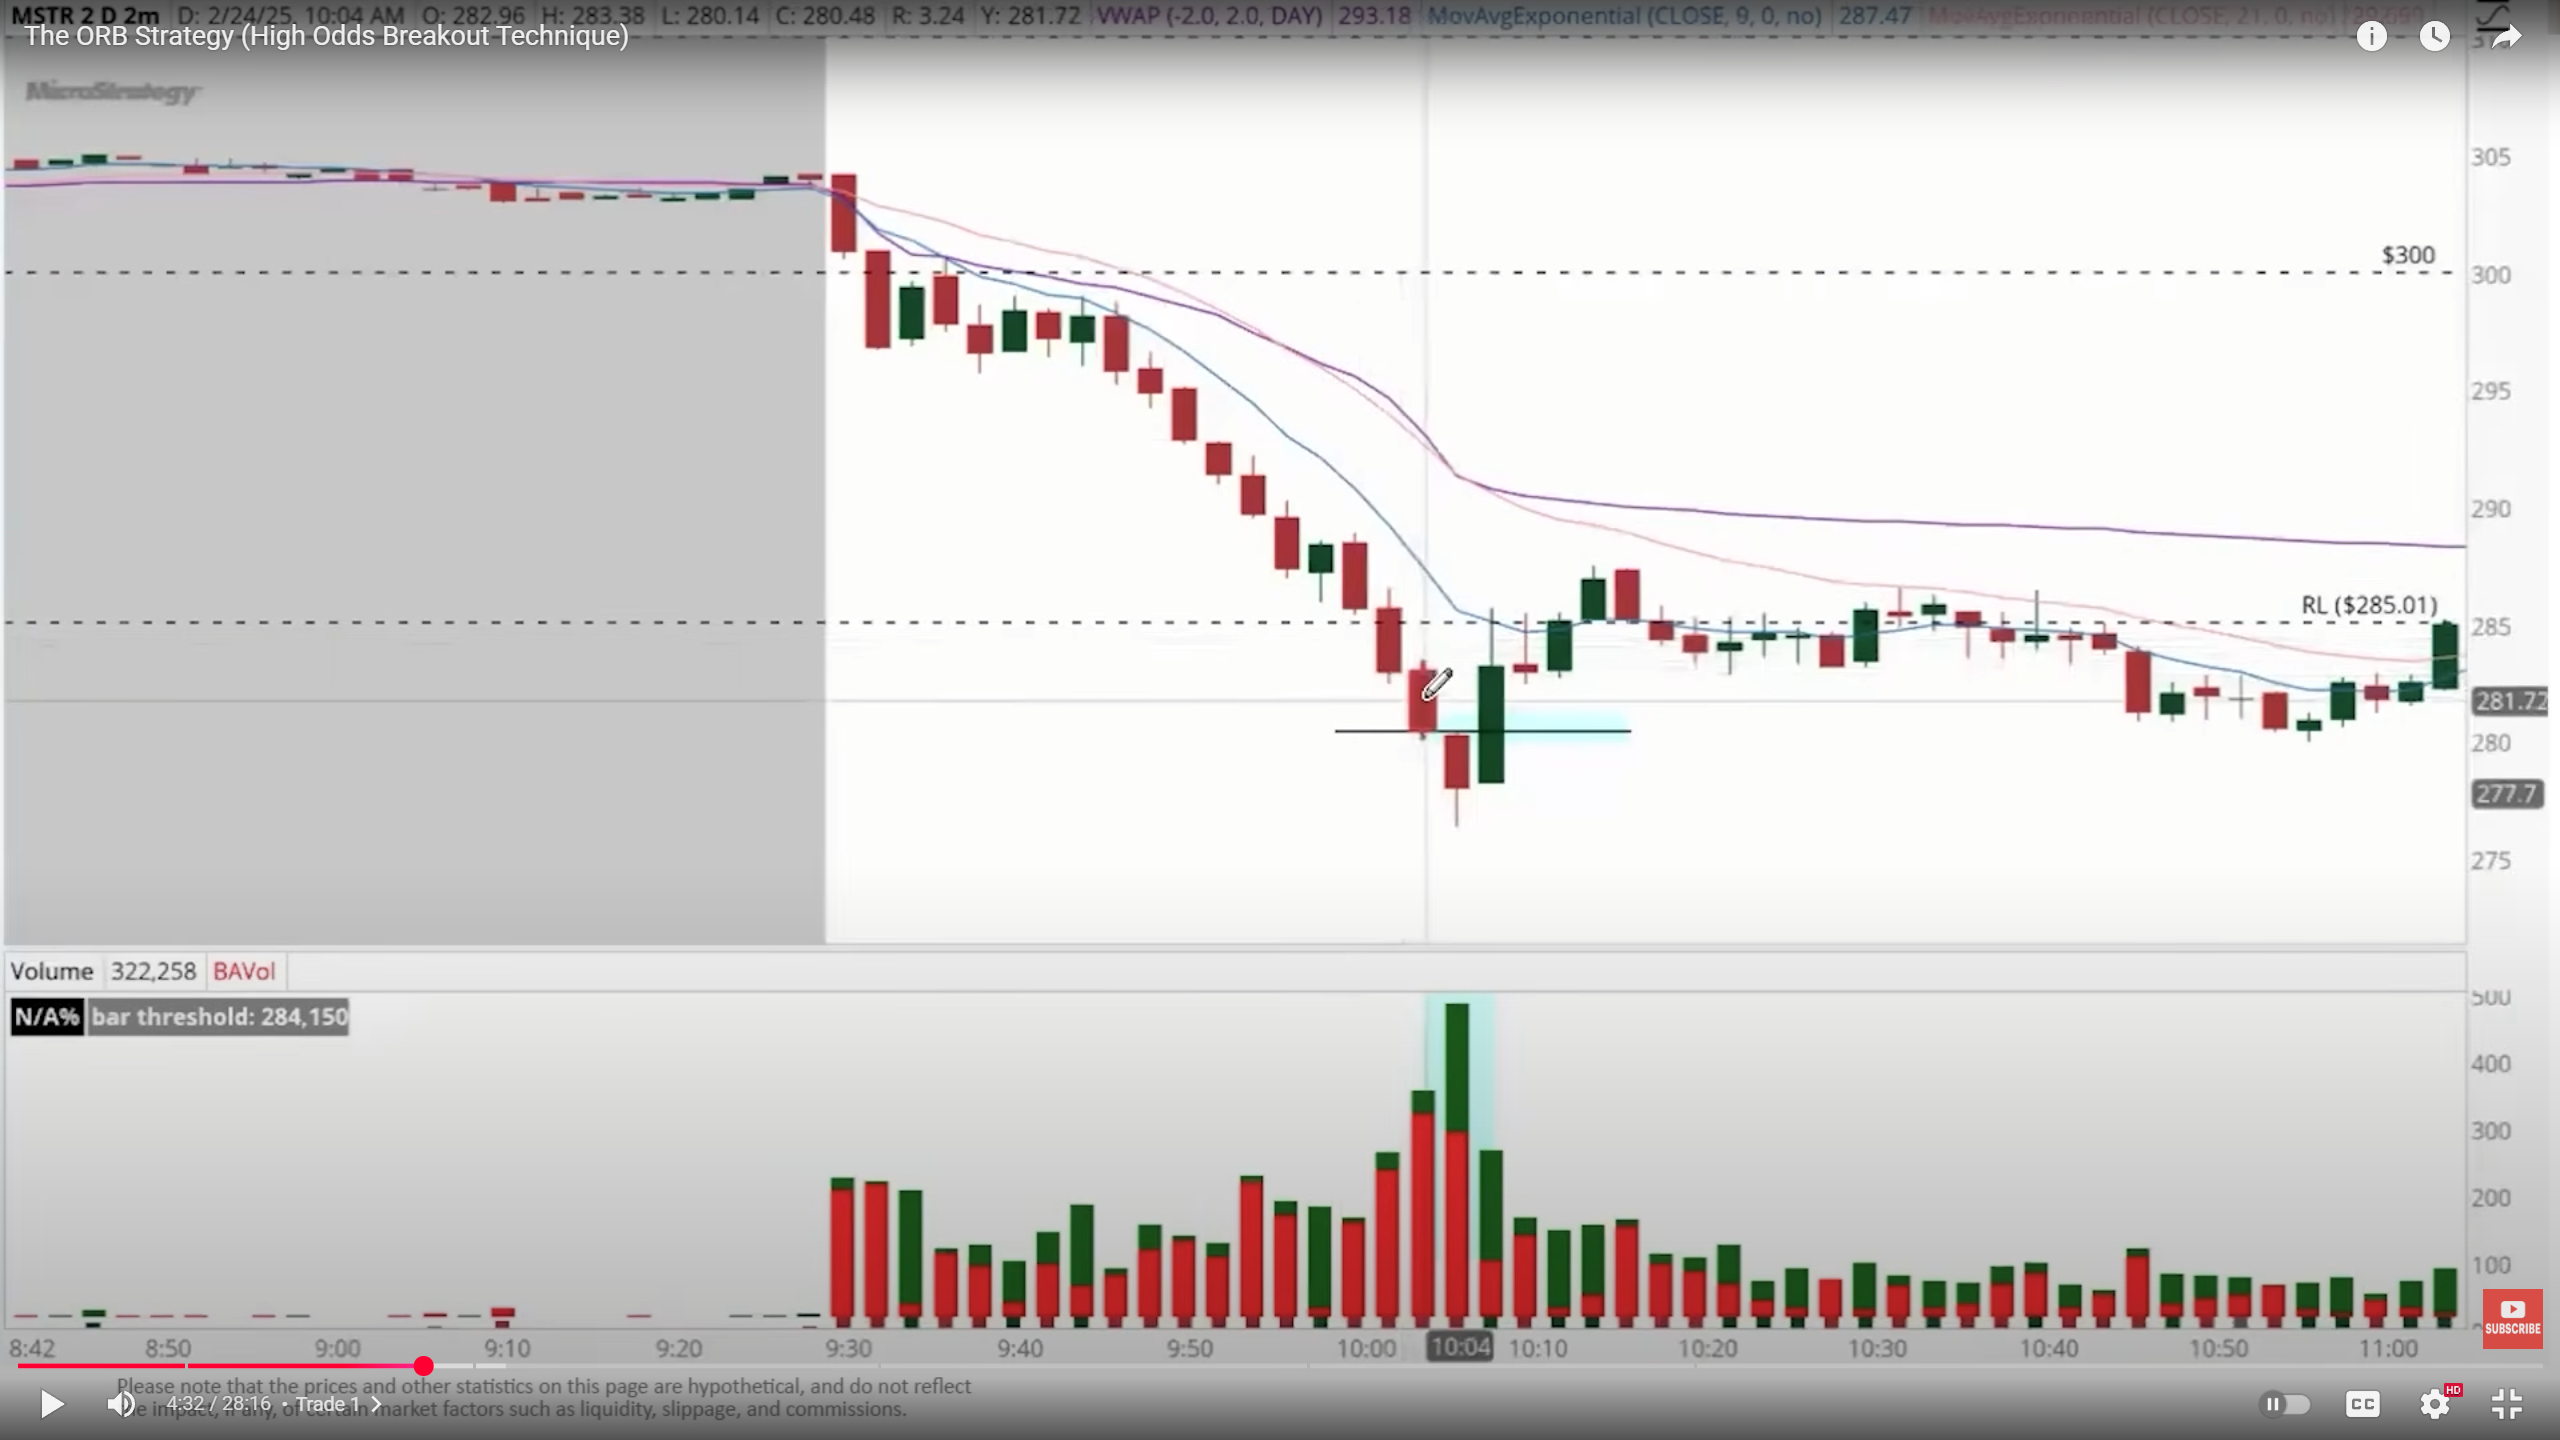 MSTR 2 D 2m D: 2/24/25, 10:04 AM O: 282.96 H: 283.38 L: 280.14 C: 280.48 R: 3.24 Y: 281.72 VWAP (-2.0, 2.0, DAY) 293.18 MovAvgExponential (CLOSE, 9, 0, no) 287.47 MovAvgExponential (CLOSE, 21, 0, no)
The ORB Strategy (High Odds Breakout Technique)
MicroStrategy
305
$300
300
295
290
RL ($285.01)
285
281.72
280
277.7
275
Volume 322,258 BAVol
N/A% bar threshold: 284,150
500
400
300
200
100
SUBSCRIBE
8:42 8:50 9:00 9:10 9:20 9:30 9:40 9:50 10:00 10:04 10:10 10:20 10:30 10:40 10:50 11:00
Please note that the prices and other statistics on this page are hypothetical, and do not reflect
impact, if any, of certain market factors such as liquidity, slippage, and commissions.
4:32 / 28:16 • Trade 1 >
CC
HD